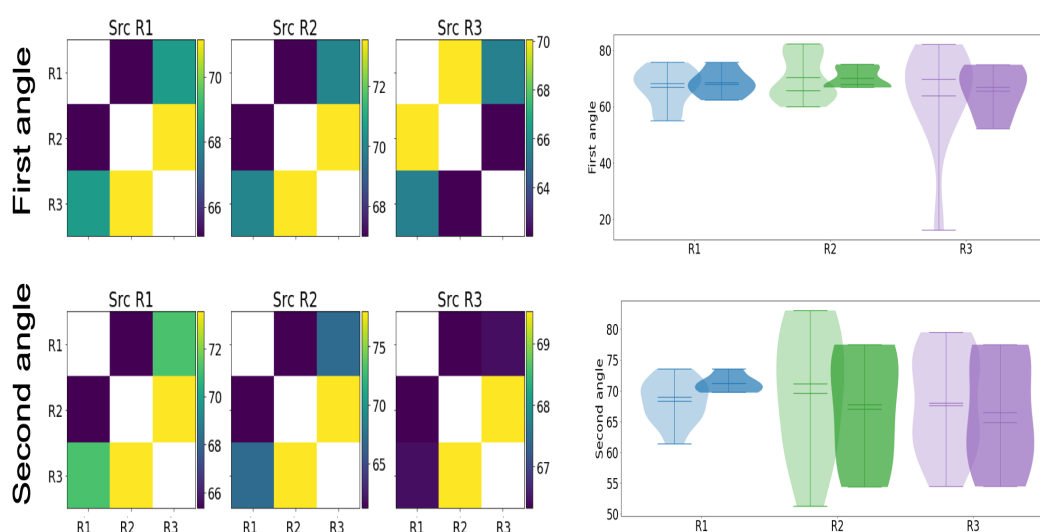 First angle
Src R1
Src R2
Src R3
R1
R2
R3
70
68
66
72
70
68
70
69
68
67
66
65
64
First angle
80
60
40
20
R1
R2
R3
Second angle
Src R1
Src R2
Src R3
R1
R2
R3
R1
R2
R3
R1
R2
R3
R1
R2
R3
72
70
68
66
75
70
65
69
68
67
Second angle
80
75
70
65
60
55
50
R1
R2
R3